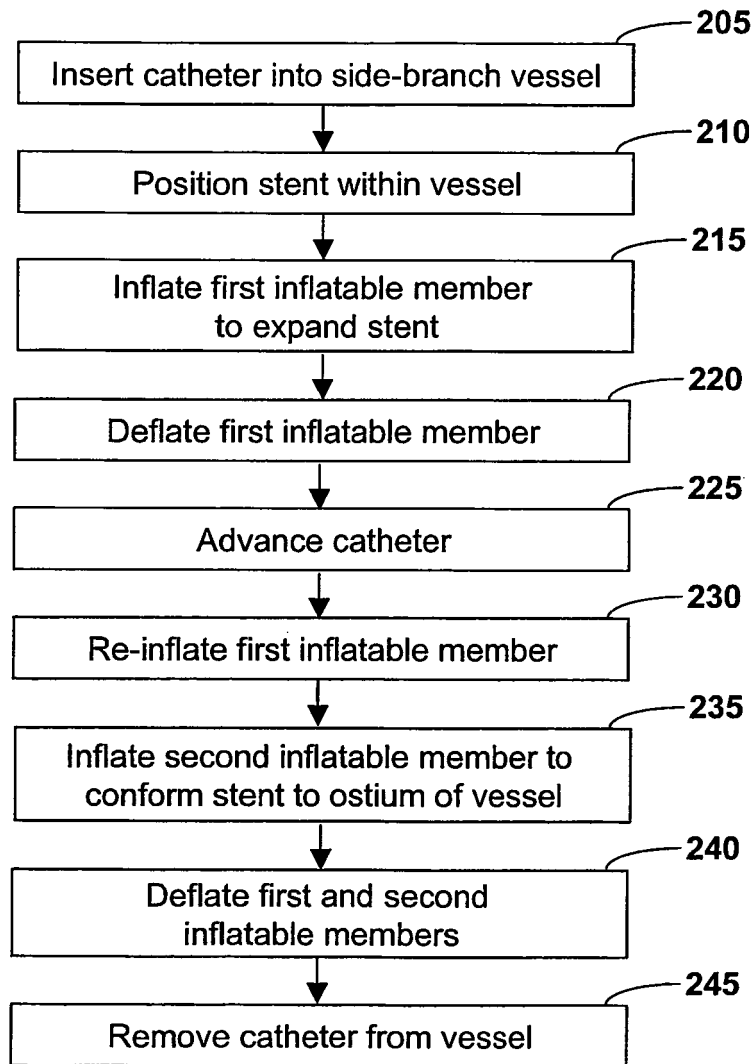 205
Insert catheter into side-branch vessel
210
Position stent within vessel
215
Inflate first inflatable member
to expand stent
220
Deflate first inflatable member
225
Advance catheter
230
Re-inflate first inflatable member
235
Inflate second inflatable member to
conform stent to ostium of vessel
240
Deflate first and second
inflatable members
245
Remove catheter from vessel